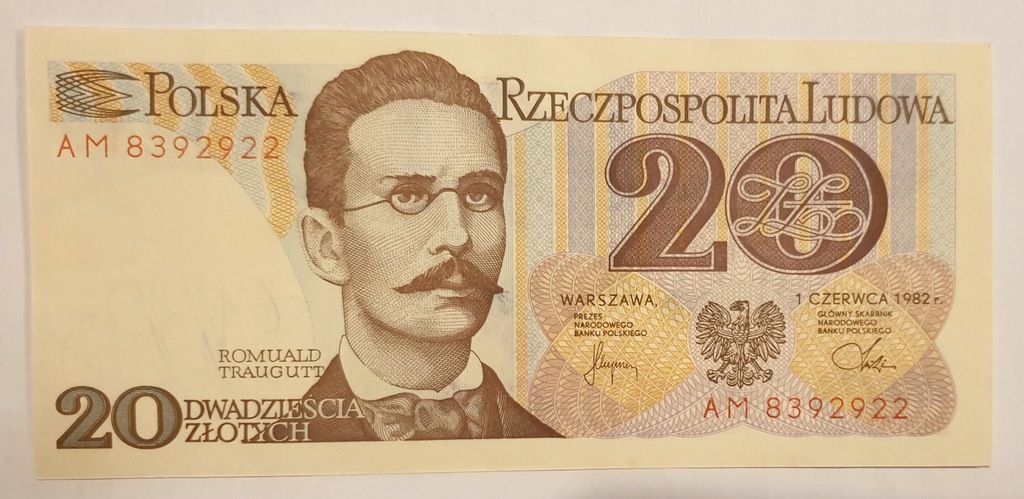 POLSKA RZECZPOSPOLITA LUDOWA
AM 8392922
20
WARSZAWA, 1 CZERWCA 1982 r.
PREZES
NARODOWEGO
BANKU POLSKIEGO
GŁÓWNY SKARBNIK
NARODOWEGO
BANKU POLSKIEGO
ROMUALD
TRAUGUTT
20 DWADZIEŚCIA
ZŁOTYCH
AM 8392922